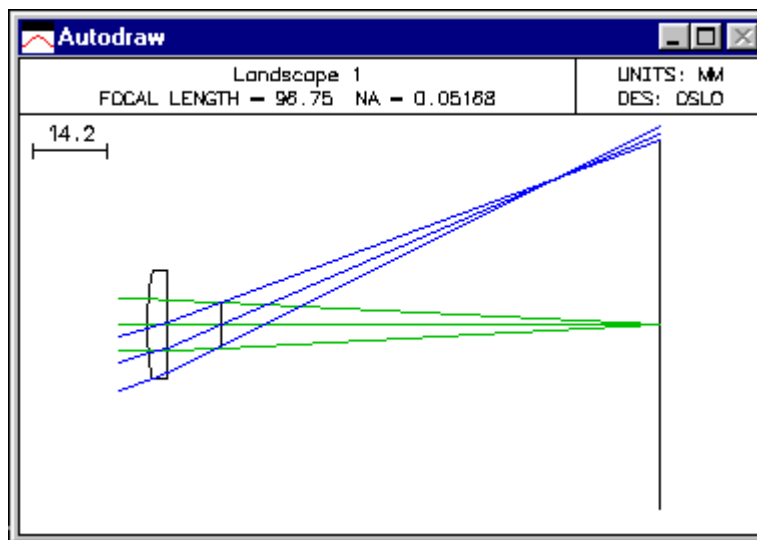 Autodraw
Landscape 1
FOCAL LENGTH = 96.75 NA = 0.05168
UNITS: MM
DES: OSLO
14.2